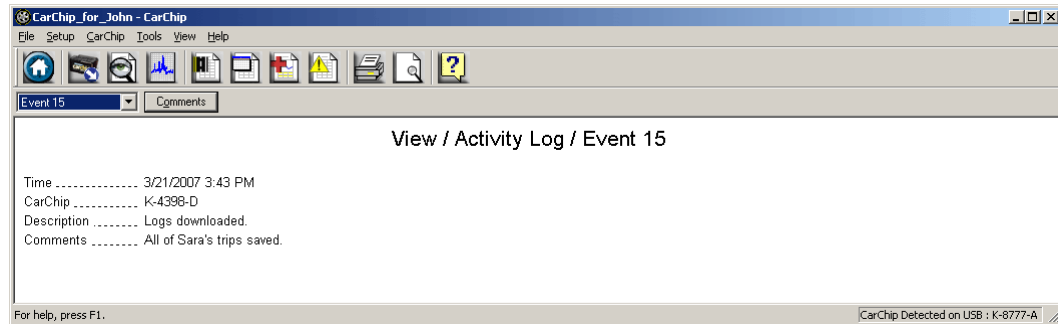 CarChip_for_John - CarChip
File Setup CarChip Tools View Help
Event 15 Comments
View / Activity Log / Event 15
Time .............. 3/21/2007 3:43 PM
CarChip ........... K-4398-D
Description ........ Logs downloaded.
Comments ........ All of Sara's trips saved.
For help, press F1. CarChip Detected on USB : K-8777-A